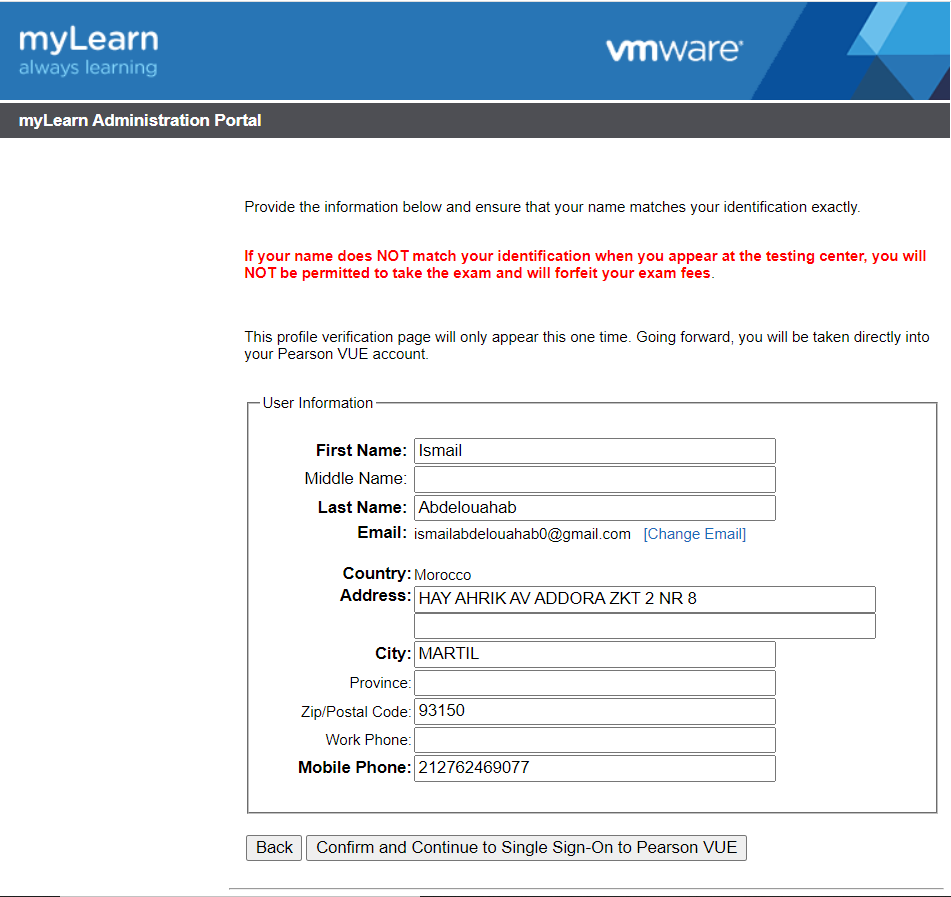 myLearn
always learning
vmware®
myLearn Administration Portal
Provide the information below and ensure that your name matches your identification exactly.
If your name does NOT match your identification when you appear at the testing center, you will
NOT be permitted to take the exam and will forfeit your exam fees.
This profile verification page will only appear this one time. Going forward, you will be taken directly into
your Pearson VUE account.
User Information
First Name: Ismail
Middle Name:
Last Name: Abdelouahab
Email: ismailabdelouahab0@gmail.com [Change Email]
Country: Morocco
Address: HAY AHRIK AV ADDORA ZKT 2 NR 8
City: MARTIL
Province:
Zip/Postal Code: 93150
Work Phone:
Mobile Phone: 212762469077
Back Confirm and Continue to Single Sign-On to Pearson VUE